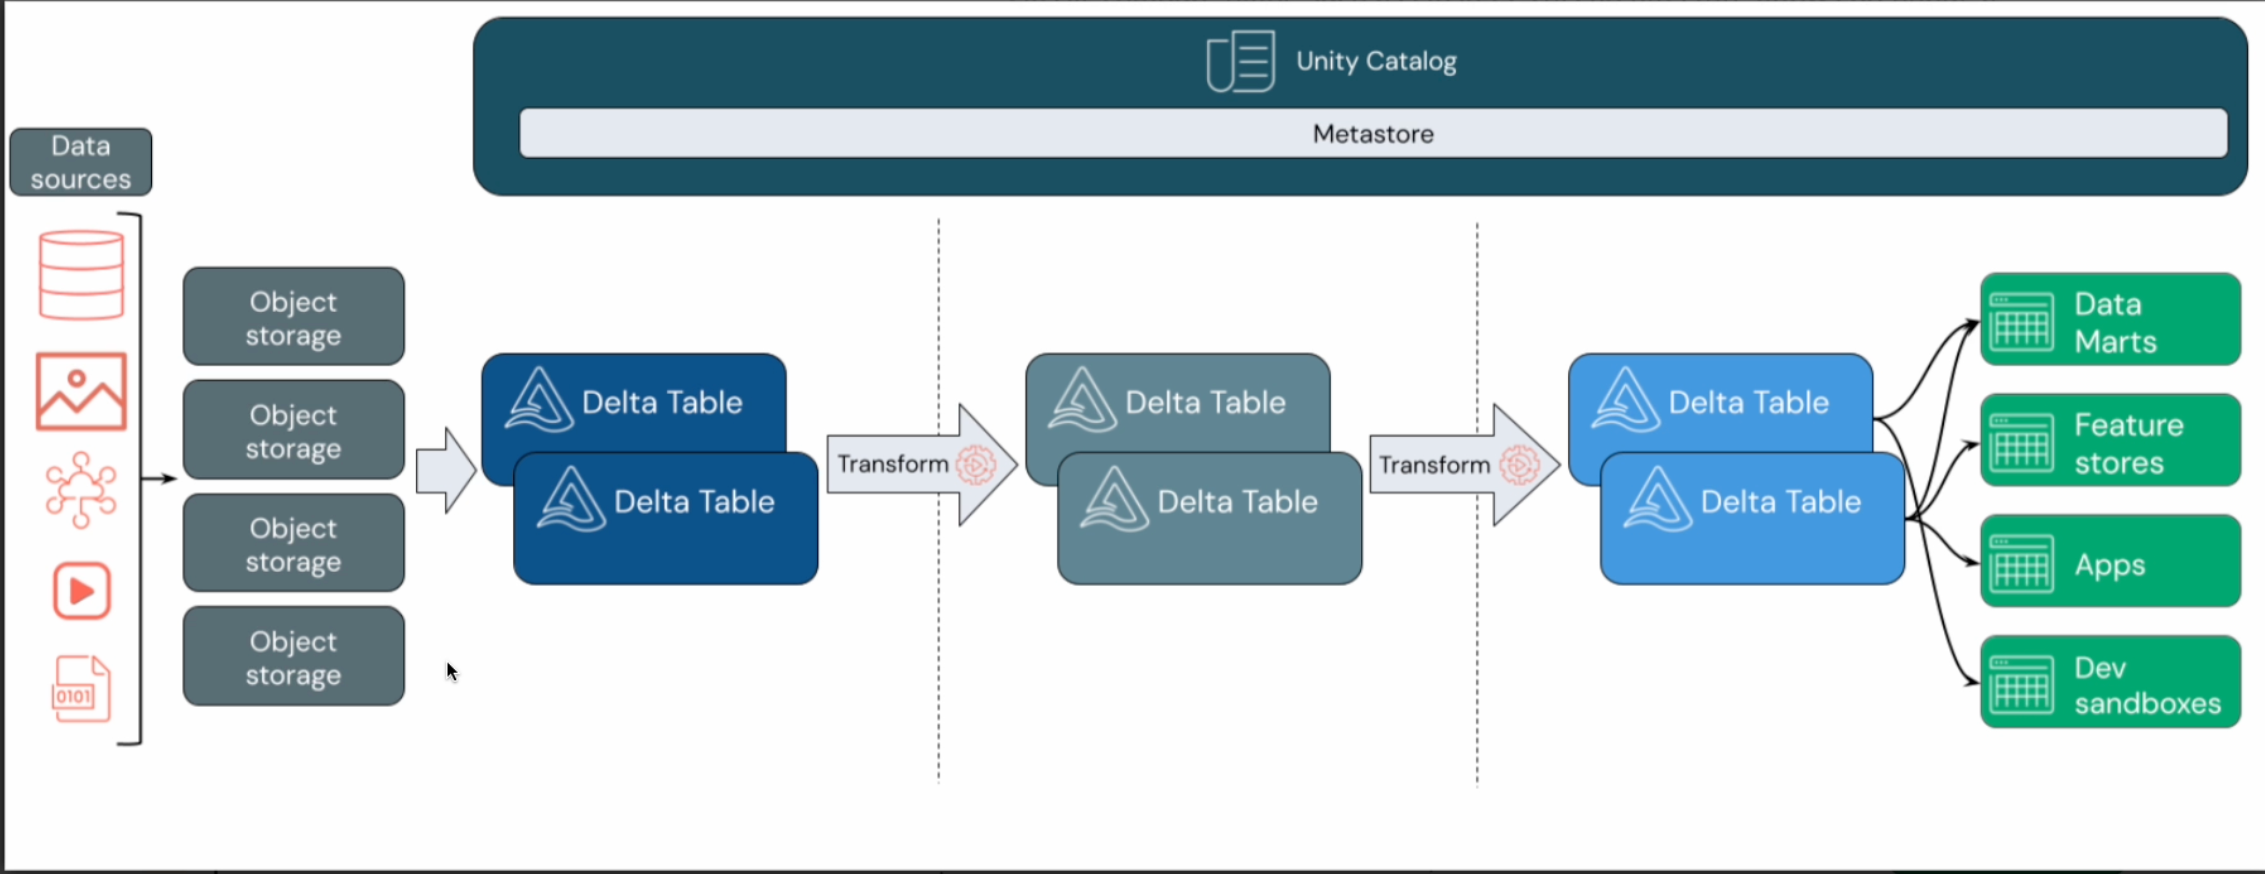 Unity Catalog
Metastore
Data
sources
Object
storage
Object
storage
Object
storage
Object
storage
0101
Delta Table
Delta Table
Transform
Delta Table
Delta Table
Transform
Delta Table
Delta Table
Data
Marts
Feature
stores
Apps
Dev
sandboxes